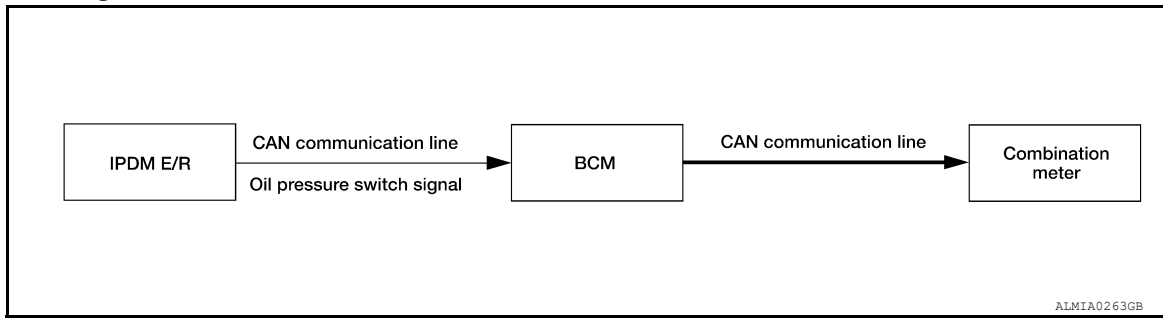 IPDM E/R
CAN communication line
Oil pressure switch signal
BCM
CAN communication line
Combination
meter
ALMIA0263GB